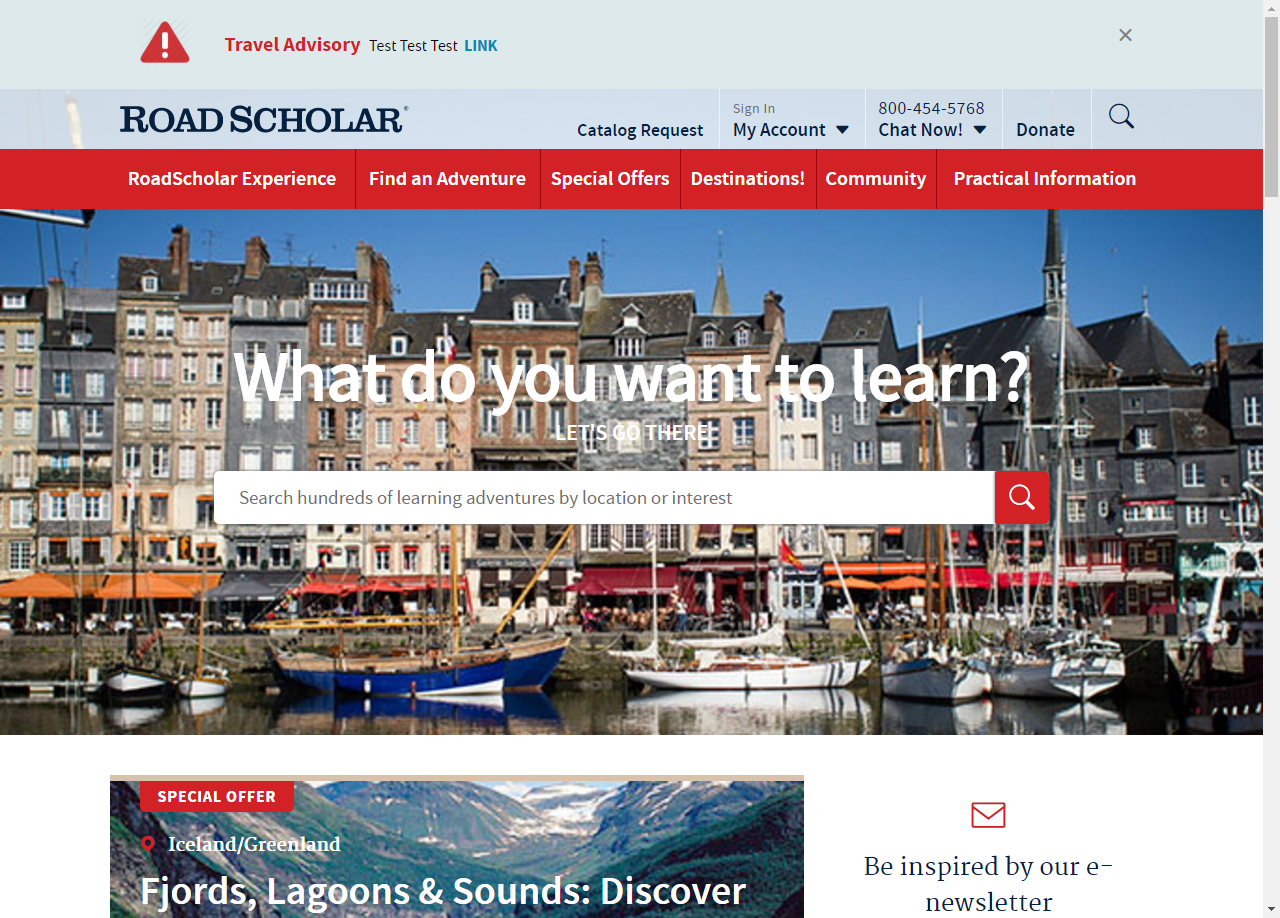 Travel Advisory Test Test Test LINK
ROAD SCHOLAR®
Catalog Request
Sign In
My Account
800-454-5768
Chat Now!
Donate
RoadScholar Experience
Find an Adventure
Special Offers
Destinations!
Community
Practical Information
What do you want to learn?
LET'S GO THERE.
Search hundreds of learning adventures by location or interest
SPECIAL OFFER
Iceland/Greenland
Fjords, Lagoons & Sounds: Discover
Be inspired by our e-
newsletter